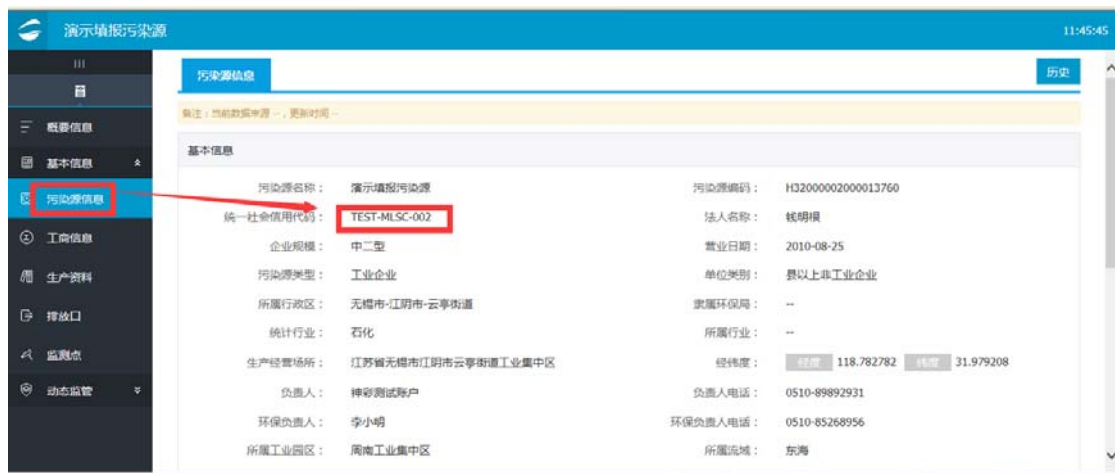 演示填报污染源 11:45:45
污染源信息 历史
备注：当前数据来源 --，更新时间 --
概要信息
基本信息
污染源信息
工商信息
生产资料
排放口
监测点
动态监管
基本信息
污染源名称： 演示填报污染源 污染源编码： H32000002000013760
统一社会信用代码： TEST-MLSC-002 法人名称： 钱明根
企业规模： 中二型 营业日期： 2010-08-25
污染源类型： 工业企业 单位类别： 县以上非工业企业
所属行政区： 无锡市-江阴市-云亭街道 隶属环保局： --
统计行业： 石化 所属行业： --
生产经营场所： 江苏省无锡市江阴市云亭街道工业集中区 经纬度： 经度 118.782782 纬度 31.979208
负责人： 神彩测试账户 负责人电话： 0510-89892931
环保负责人： 李小明 环保负责人电话： 0510-85268956
所属工业园区： 周南工业集中区 所属流域： 东海